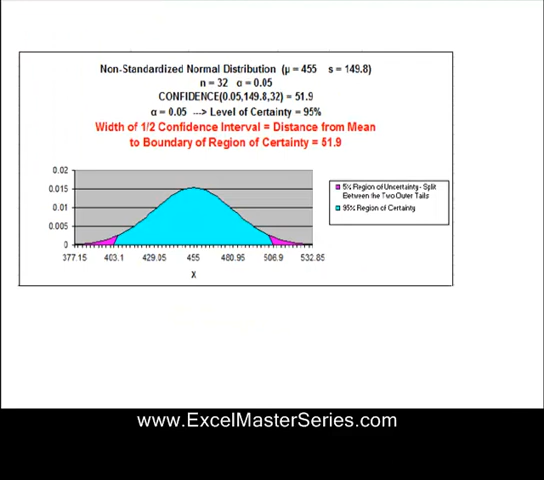 Non-Standardized Normal Distribution (μ = 455 s = 149.8)
n = 32 α = 0.05
CONFIDENCE(0.05,149.8,32) = 51.9
α = 0.05 ---> Level of Certainty = 95%
Width of 1/2 Confidence Interval = Distance from Mean
to Boundary of Region of Certainty = 51.9
0.02
0.015
0.01
0.005
0
377.15 403.1 429.05 455 480.95 506.9 532.85
X
5% Region of Uncertainty - Split
Between the Two Outer Tails
95% Region of Certainty
www.ExcelMasterSeries.com